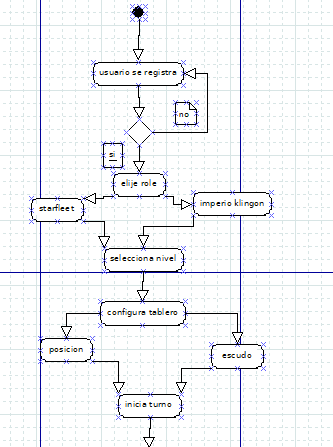 usuario se registra
no
si
elije role
starfleet
imperio klingon
selecciona nivel
configura tablero
posicion
escudo
inicia turno